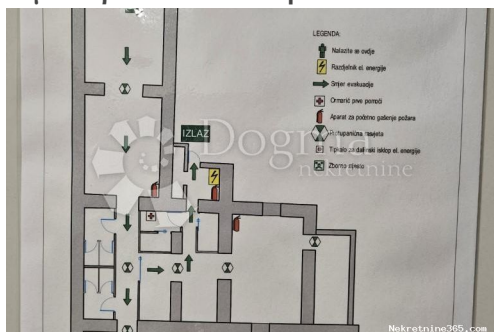 LEGENDA:
Nalazite se ovdje
Razdjelnik el. energije
Smjer evakuacije
Ormarić prve pomoći
IZLAZ
Aparat za početno gašenje požara
Protupanična rasvjeta
Tipkalo za daljinski isklop el. energije
Zborno mjesto
Dogma
nekretnine
Nekretnine365.com